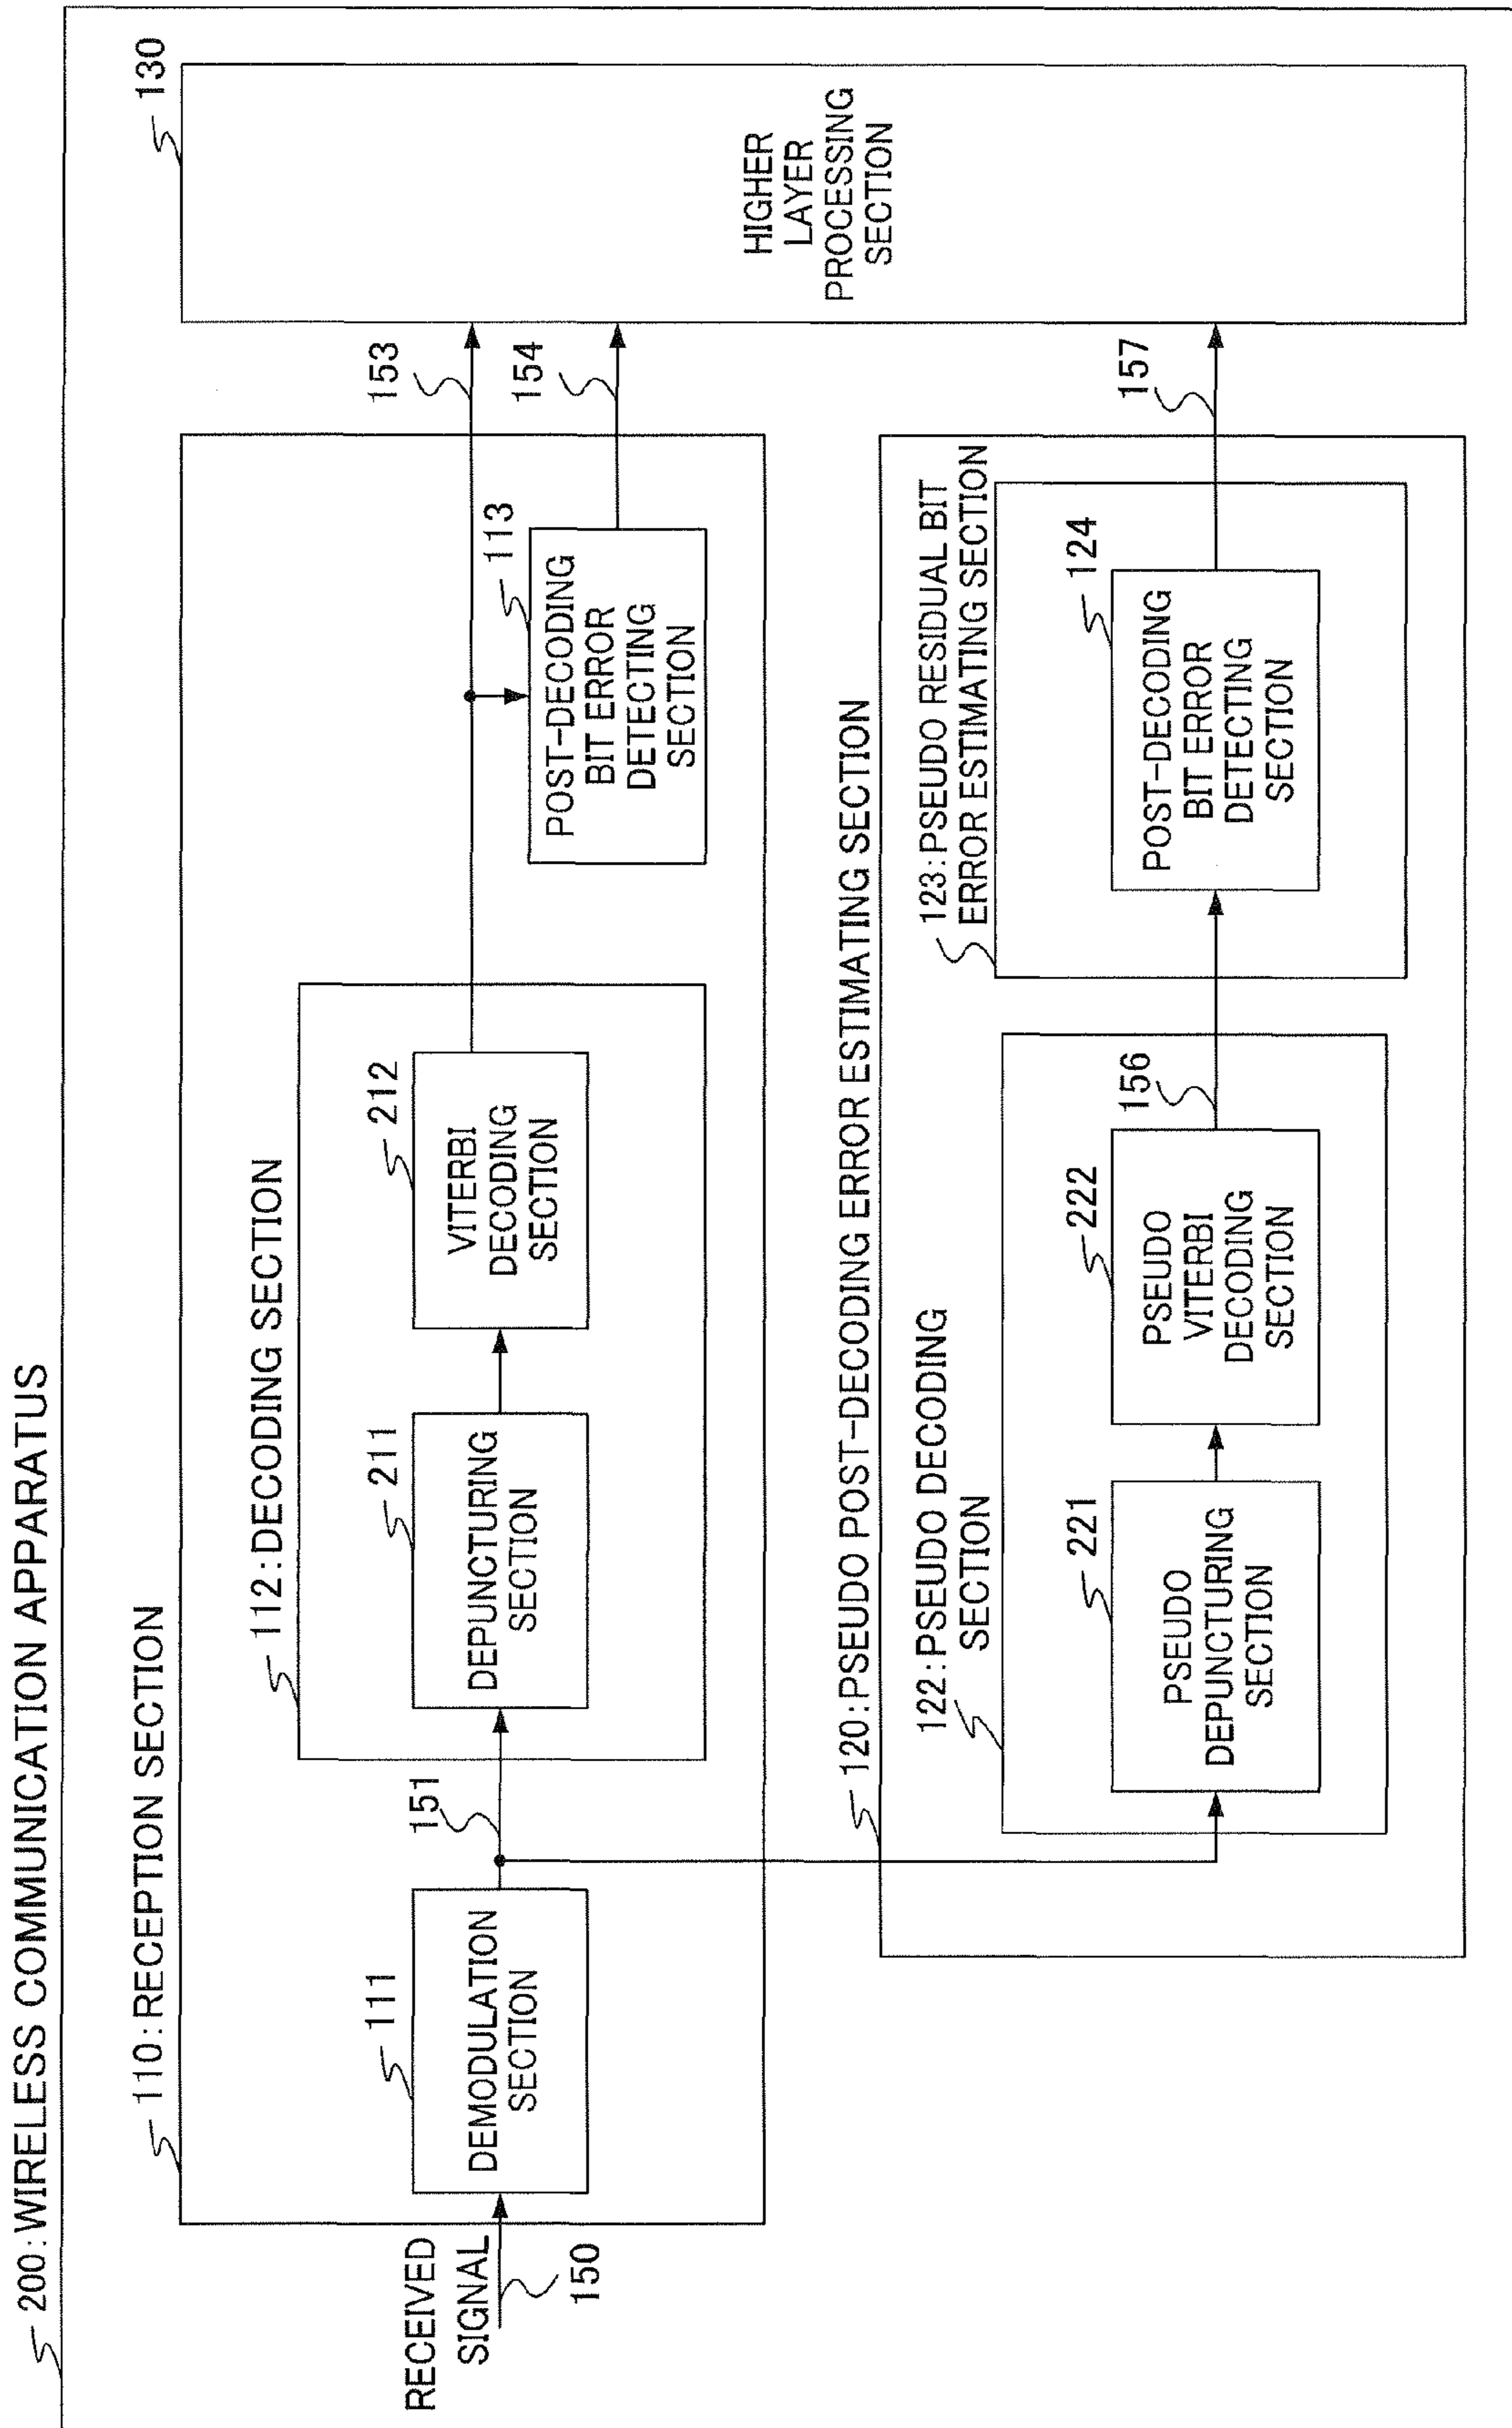 200:WIRELESS COMMUNICATION APPARATUS
110:RECEPTION SECTION
RECEIVED
SIGNAL
150
111
DEMODULATION
SECTION
151
112:DECODING SECTION
211
DEPUNCTURING
SECTION
212
VITERBI
DECODING
SECTION
113
POST-DECODING
BIT ERROR
DETECTING
SECTION
153
154
120:PSEUDO POST-DECODING ERROR ESTIMATING SECTION
122:PSEUDO DECODING
SECTION
221
PSEUDO
DEPUNCTURING
SECTION
222
PSEUDO
VITERBI
DECODING
SECTION
156
123:PSEUDO RESIDUAL BIT
ERROR ESTIMATING SECTION
124
POST-DECODING
BIT ERROR
DETECTING
SECTION
157
130
HIGHER
LAYER
PROCESSING
SECTION